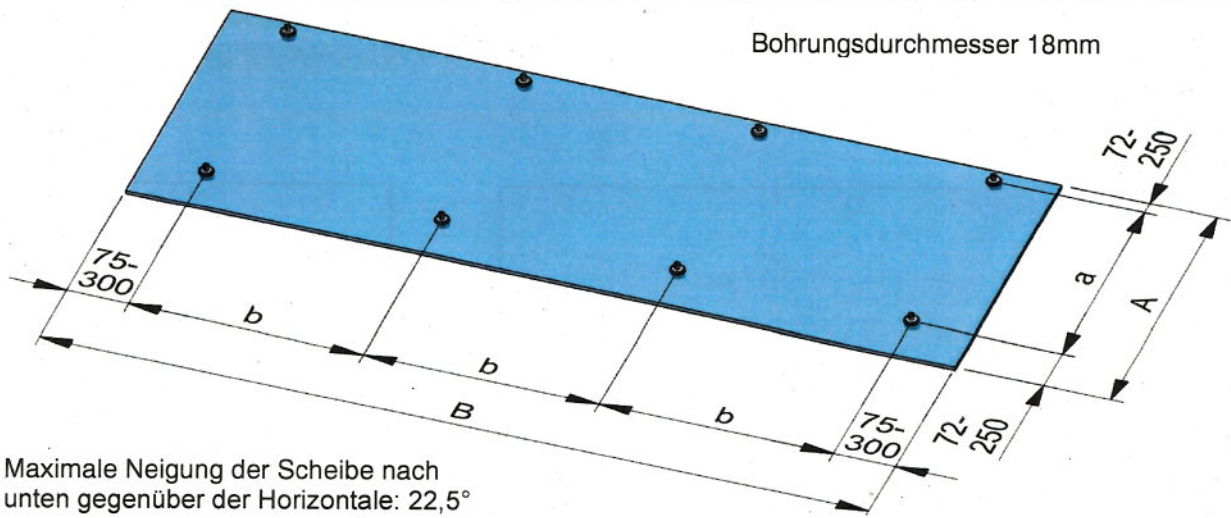 Bohrungsdurchmesser 18mm
72-
250
a
A
75-
300
b
b
b
B
75-
300
72-
250
Maximale Neigung der Scheibe nach
unten gegenüber der Horizontale: 22,5°